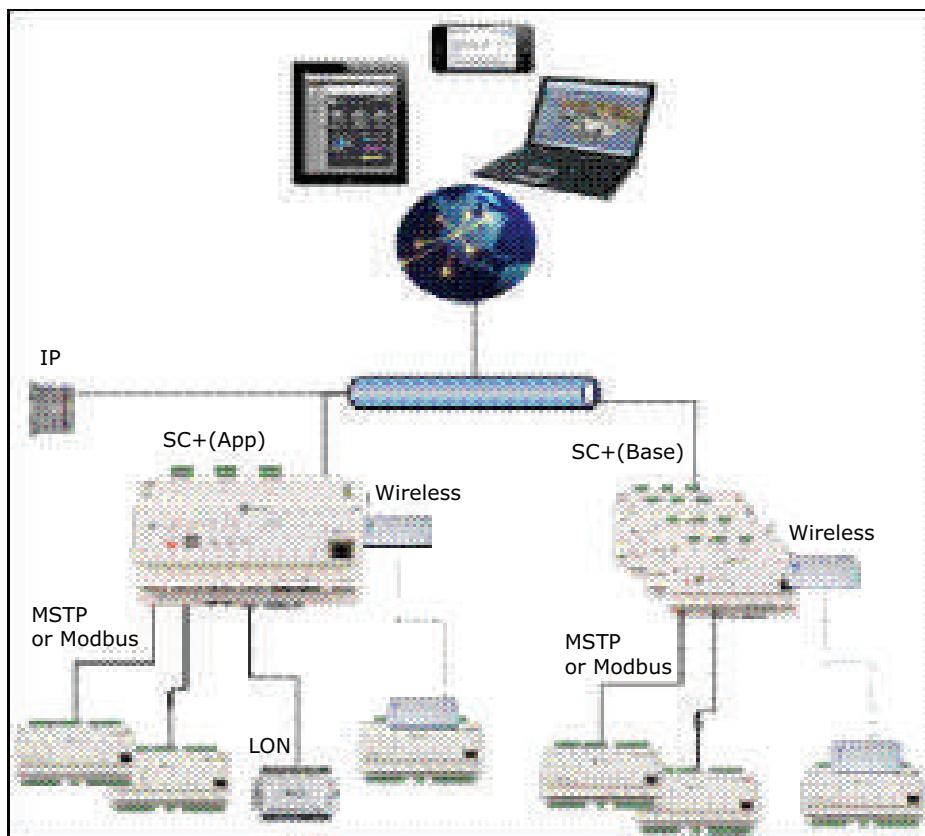 IP
SC+(App)
SC+(Base)
Wireless
Wireless
MSTP
or Modbus
MSTP
or Modbus
LON